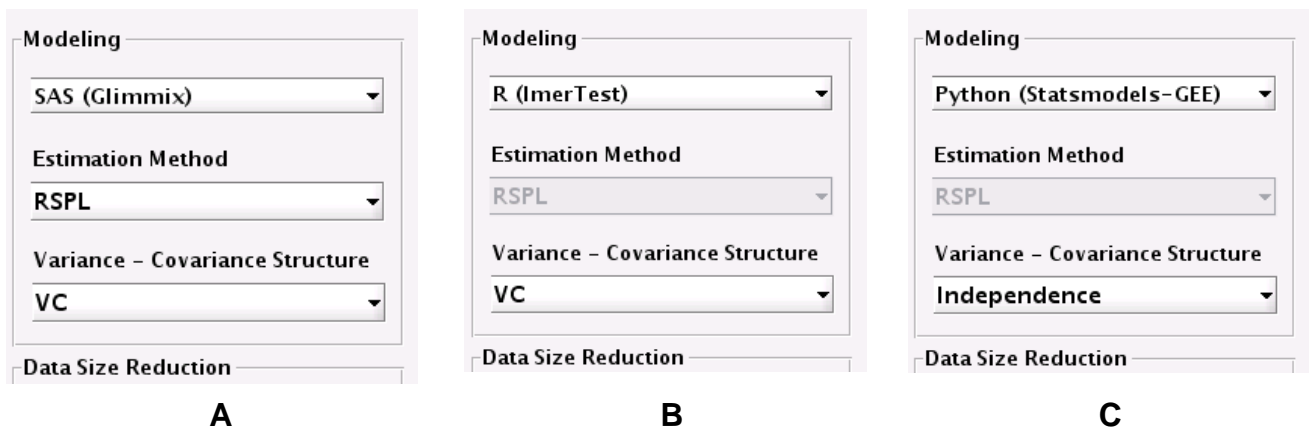 Modeling
SAS (Glimmix)
Estimation Method
RSPL
Variance – Covariance Structure
VC
Data Size Reduction
A
Modeling
R (lmerTest)
Estimation Method
RSPL
Variance – Covariance Structure
VC
Data Size Reduction
B
Modeling
Python (Statsmodels-GEE)
Estimation Method
RSPL
Variance – Covariance Structure
Independence
Data Size Reduction
C